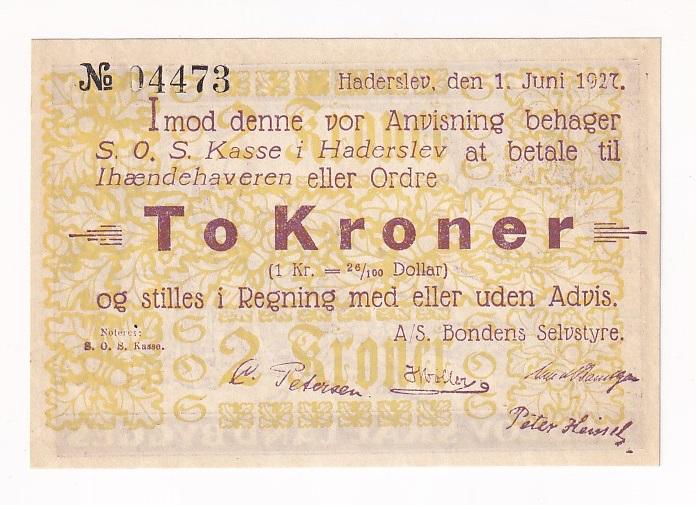 № 04473
Haderslev, den 1. Juni 1927.
Imod denne vor Anvisning behager
S. O. S. Kasse i Haderslev at betale til
Ihændehaveren eller Ordre
To Kroner
(1 Kr. = 26/100 Dollar)
og stilles i Regning med eller uden Advis.
Noteret:
S. O. S. Kasse.
A/S. Bondens Selvstyre.
2 Kroner
C. Petersen. JMøller
Peter Heissel